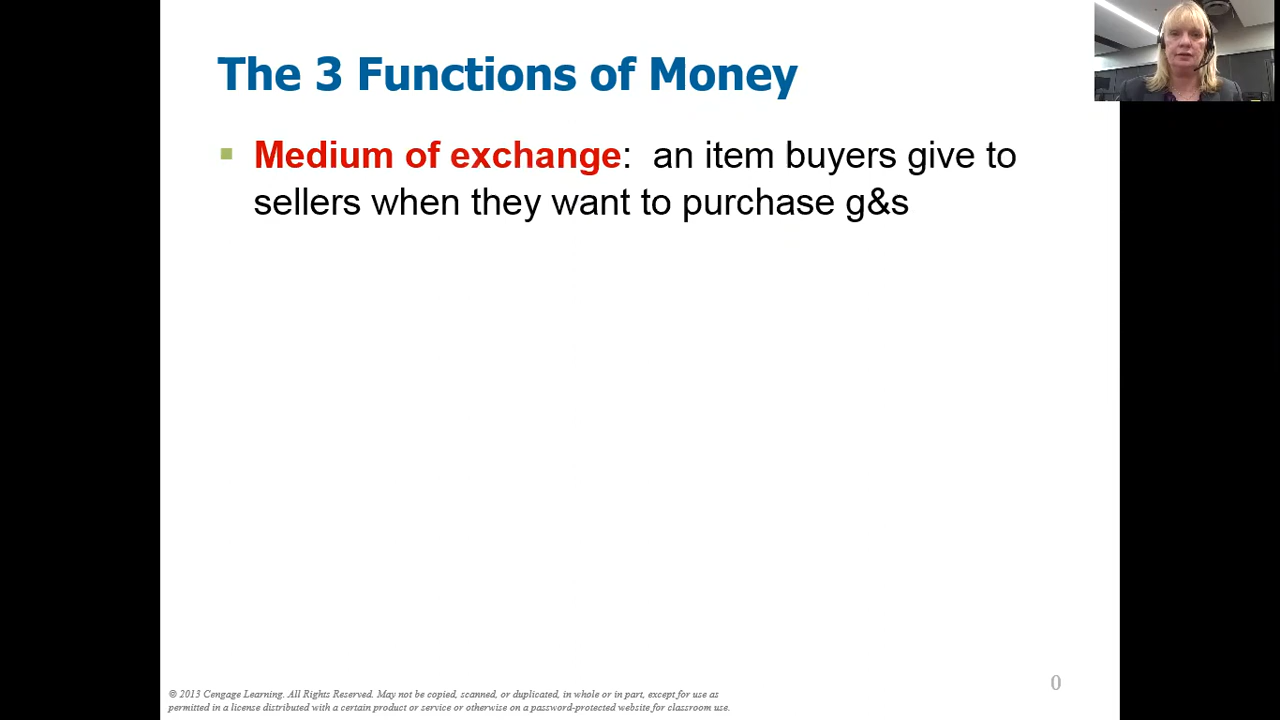 The 3 Functions of Money
▪ Medium of exchange: an item buyers give to
sellers when they want to purchase g&s
© 2013 Cengage Learning. All Rights Reserved. May not be copied, scanned, or duplicated, in whole or in part, except for use as
permitted in a license distributed with a certain product or service or otherwise on a password-protected website for classroom use.
0